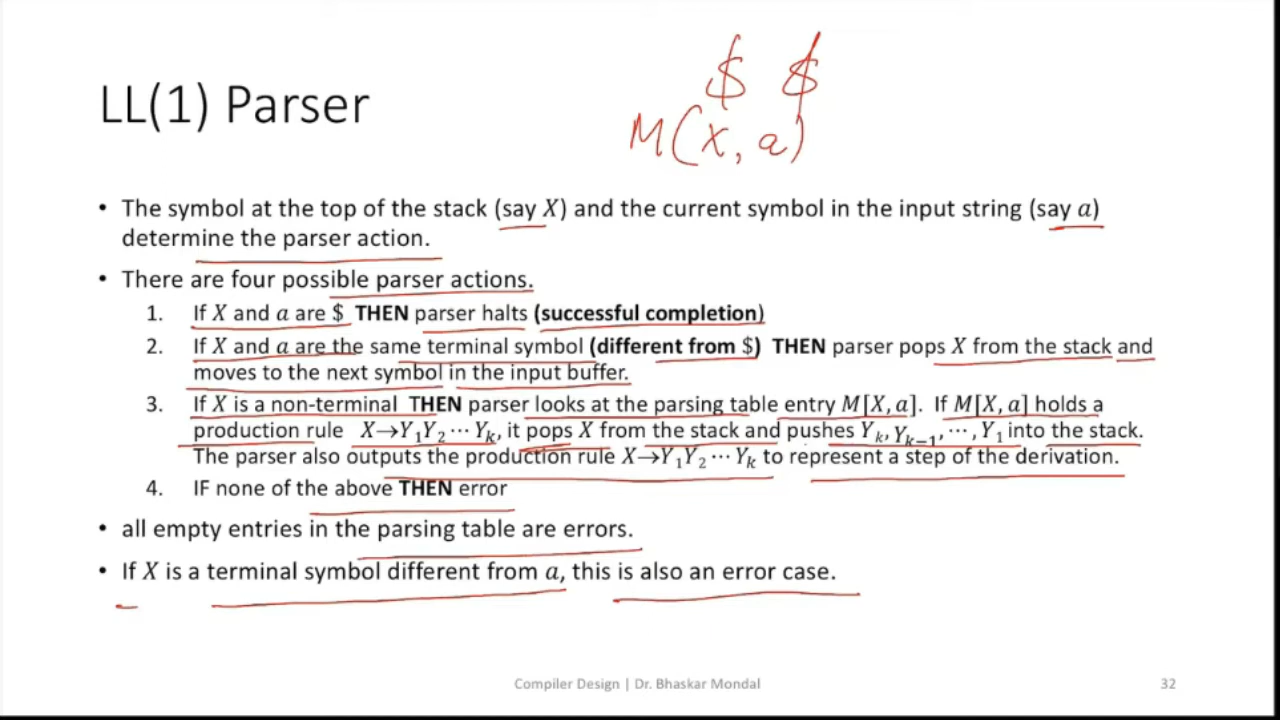 $ $
M(X, a)
LL(1) Parser
• The symbol at the top of the stack (say X) and the current symbol in the input string (say a)
determine the parser action.
• There are four possible parser actions.
1. If X and a are $ THEN parser halts (successful completion)
2. If X and a are the same terminal symbol (different from $) THEN parser pops X from the stack and
moves to the next symbol in the input buffer.
3. If X is a non-terminal THEN parser looks at the parsing table entry M[X, a]. If M[X, a] holds a
production rule X→Y₁Y₂ ⋯ Yₖ, it pops X from the stack and pushes Yₖ, Yₖ₋₁, ⋯, Y₁ into the stack.
The parser also outputs the production rule X→Y₁Y₂ ⋯ Yₖ to represent a step of the derivation.
4. IF none of the above THEN error
• all empty entries in the parsing table are errors.
• If X is a terminal symbol different from a, this is also an error case.
Compiler Design | Dr. Bhaskar Mondal 32